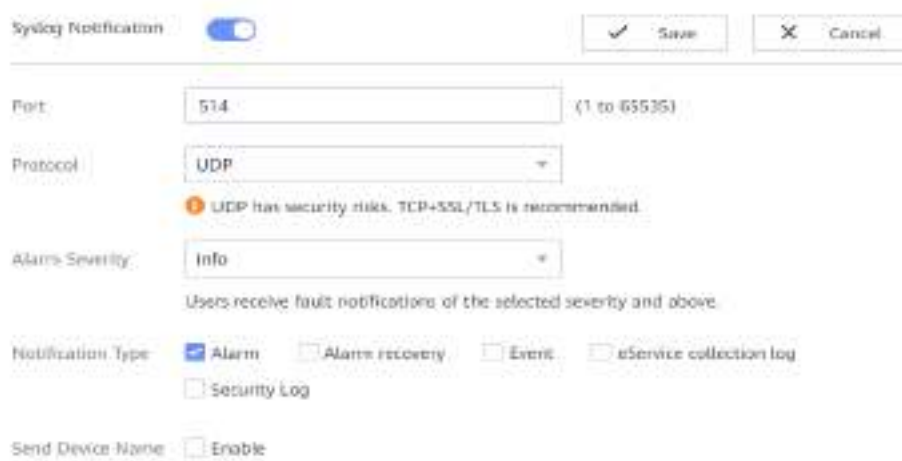 Syslog Notification
Save
Cancel
Port
514
(1 to 65535)
Protocol
UDP
UDP has security risks. TCP+SSL/TLS is recommended.
Alarm Severity
Info
Users receive fault notifications of the selected severity and above.
Notification Type
Alarm
Alarm recovery
Event
eService collection log
Security Log
Send Device Name
Enable